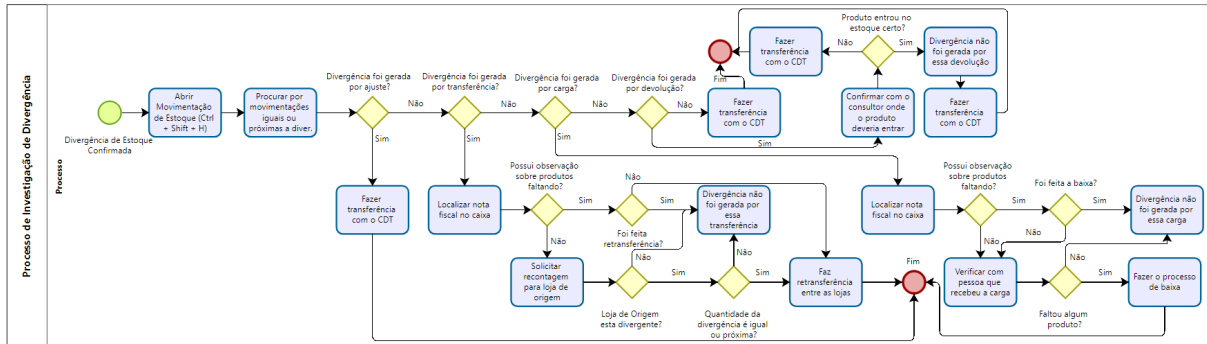 Processo de Investigação de Divergência
Processo
Divergência de Estoque
Confirmada
Abrir
Movimentação
de Estoque (Ctrl
+ Shift + H)
Procurar por
movimentações
iguais ou
próximas a diver.
Divergência foi gerada
por ajuste?
Não
Sim
Divergência foi gerada
por transferência?
Não
Sim
Divergência foi gerada
por carga?
Não
Sim
Divergência foi gerada
por devolução?
Não
Sim
Fazer
transferência
com o CDT
Fim
Fazer
transferência
com o CDT
Não
Produto entrou no
estoque certo?
Sim
Confirmar com o
consultor onde
o produto
deveria entrar
Divergência não
foi gerada por
essa devolução
Fazer
transferência
com o CDT
Fazer
transferência
com o CDT
Localizar nota
fiscal no caixa
Possui observação
sobre produtos
faltando?
Sim
Não
Não
Sim
Foi feita
retransferência?
Divergência não
foi gerada por
essa
transferência
Solicitar
recontagem
para loja de
origem
Não
Sim
Loja de Origem
esta divergente?
Não
Sim
Quantidade da
divergência é igual
ou próxima?
Faz
retransferência
entre as lojas
Fim
Localizar nota
fiscal no caixa
Possui observação
sobre produtos
faltando?
Sim
Não
Foi feita a baixa?
Sim
Não
Divergência não
foi gerada por
essa carga
Verificar com
pessoa que
recebeu a carga
Não
Sim
Faltou algum
produto?
Fazer o processo
de baixa